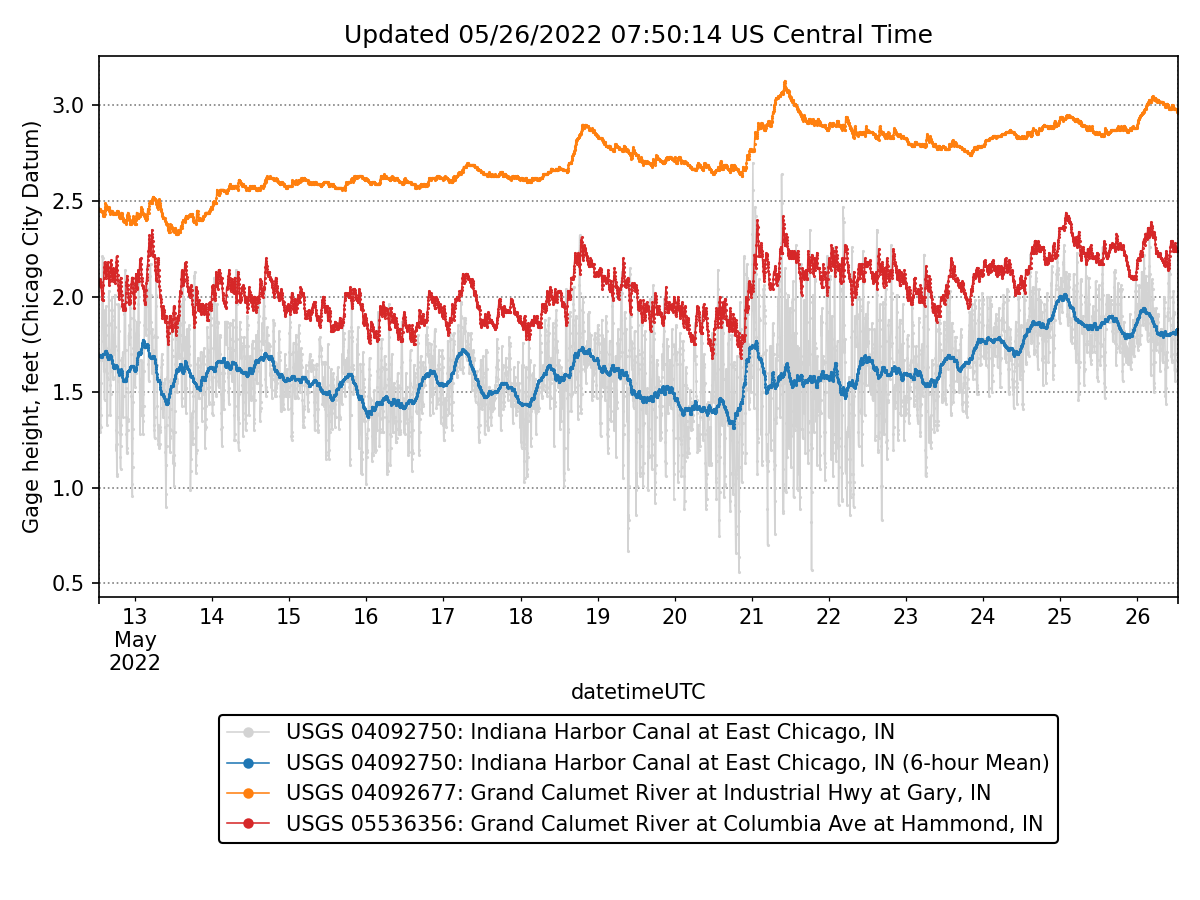 Updated 05/26/2022 07:50:14 US Central Time
Gage height, feet (Chicago City Datum)
3.0
2.5
2.0
1.5
1.0
0.5
13 14 15 16 17 18 19 20 21 22 23 24 25 26
May
2022
datetimeUTC
USGS 04092750: Indiana Harbor Canal at East Chicago, IN
USGS 04092750: Indiana Harbor Canal at East Chicago, IN (6-hour Mean)
USGS 04092677: Grand Calumet River at Industrial Hwy at Gary, IN
USGS 05536356: Grand Calumet River at Columbia Ave at Hammond, IN